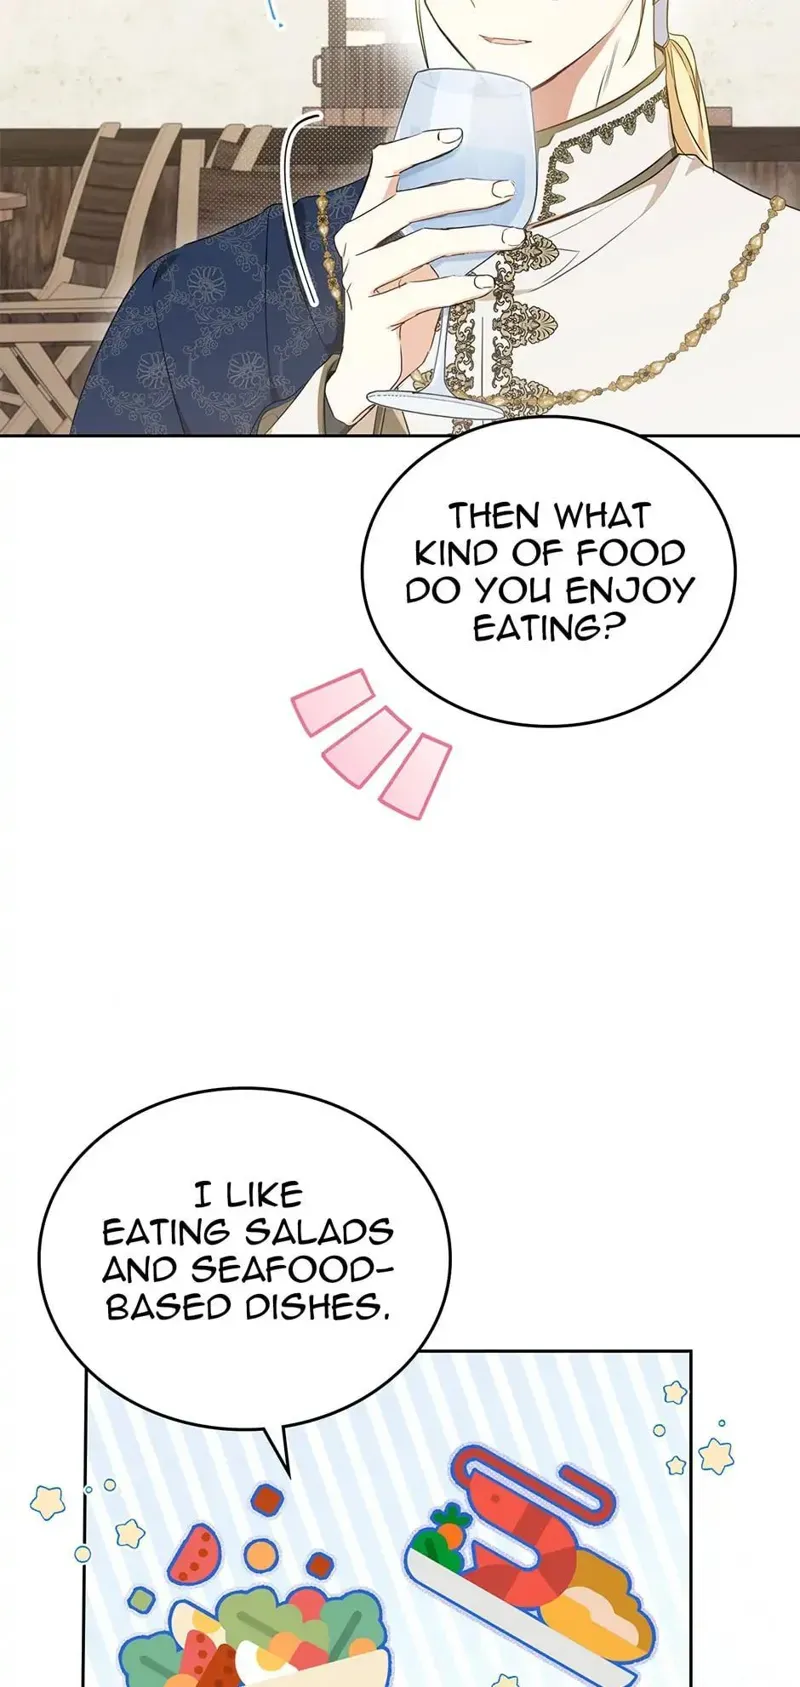 THEN WHAT
KIND OF FOOD
DO YOU ENJOY
EATING?
I LIKE
EATING SALADS
AND SEAFOOD-
BASED DISHES.